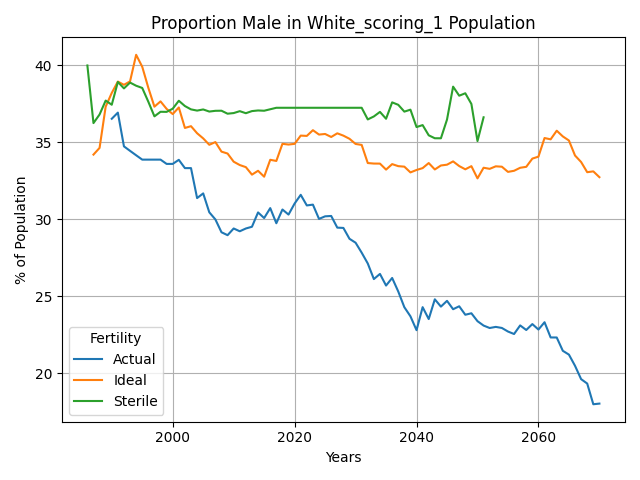 Proportion Male in White_scoring_1 Population
% of Population
40
35
30
25
20
Fertility
Actual
Ideal
Sterile
2000
2020
2040
2060
Years